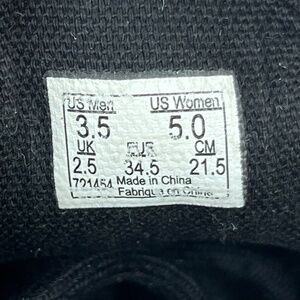 US Men US Women
3.5 5.0
UK EUR CM
2.5 34.5 21.5
721454 Made in China
Fabriqué en Chine